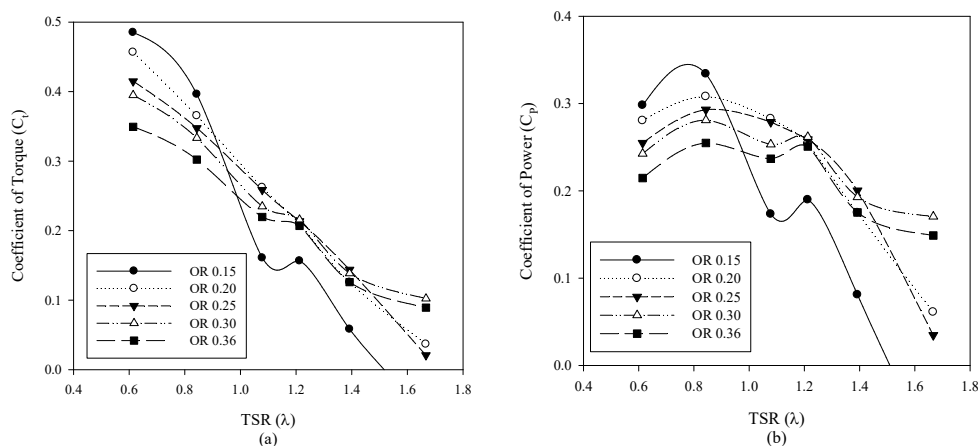 Coefficient of Torque (Cₜ)
0.5
0.4
0.3
0.2
0.1
0.0
OR 0.15
OR 0.20
OR 0.25
OR 0.30
OR 0.36
0.4 0.6 0.8 1.0 1.2 1.4 1.6 1.8
TSR (λ)
(a)
Coefficient of Power (Cₚ)
0.4
0.3
0.2
0.1
0.0
OR 0.15
OR 0.20
OR 0.25
OR 0.30
OR 0.36
0.4 0.6 0.8 1.0 1.2 1.4 1.6 1.8
TSR (λ)
(b)